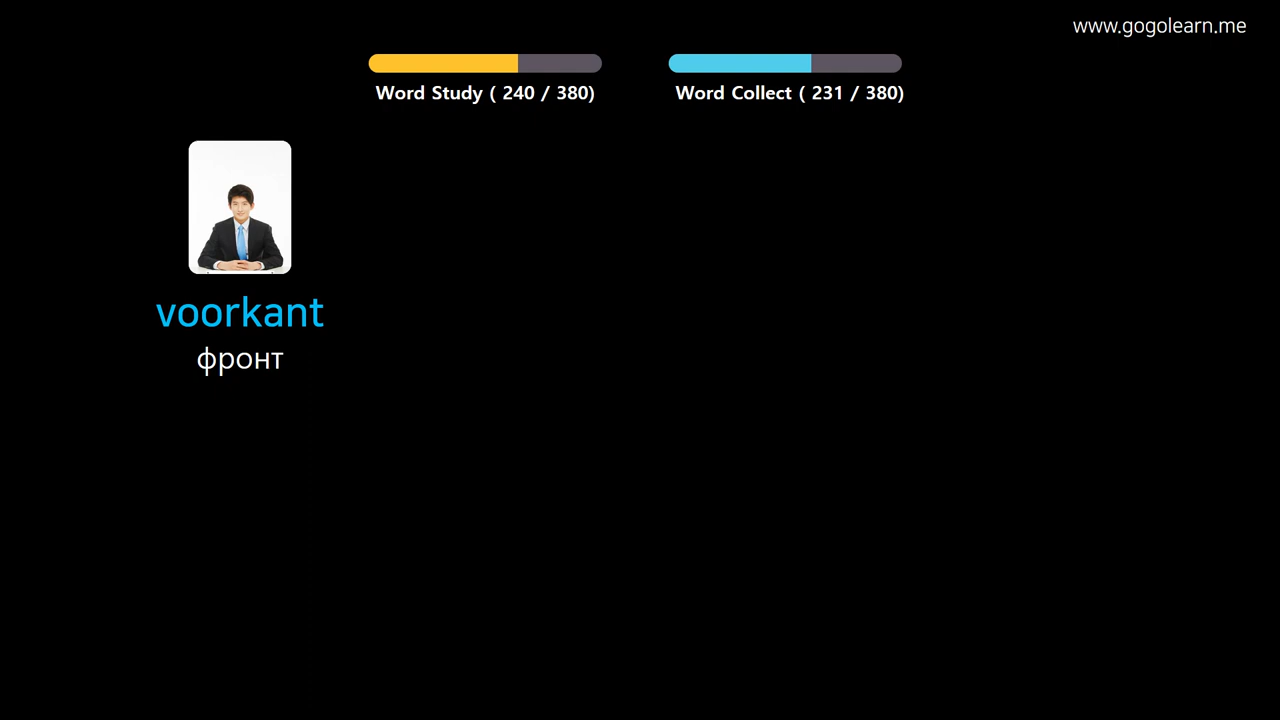 www.gogolearn.me
Word Study ( 240 / 380)
Word Collect ( 231 / 380)
voorkant
фронт